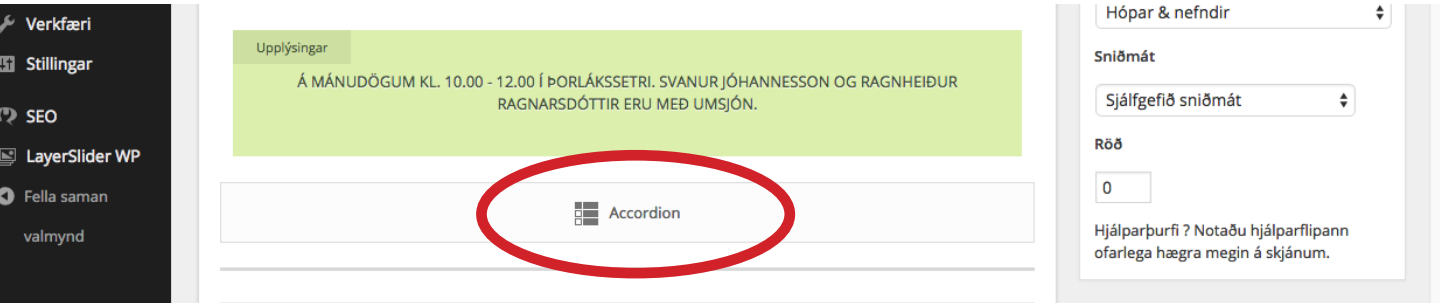 Verkfæri
Stillingar
SEO
LayerSlider WP
Fella saman
valmynd
Upplýsingar
Á MÁNUDÖGUM KL. 10.00 - 12.00 Í ÞORLÁKSSETRI. SVANUR JÓHANNESSON OG RAGNHEIÐUR
RAGNARSDÓTTIR ERU MEÐ UMSJÓN.
Accordion
Hópar & nefndir
Sniðmát
Sjálfgefið sniðmát
Röð
0
Hjálparþurfi ? Notaðu hjálparflipann
ofarlega hægra megin á skjánum.